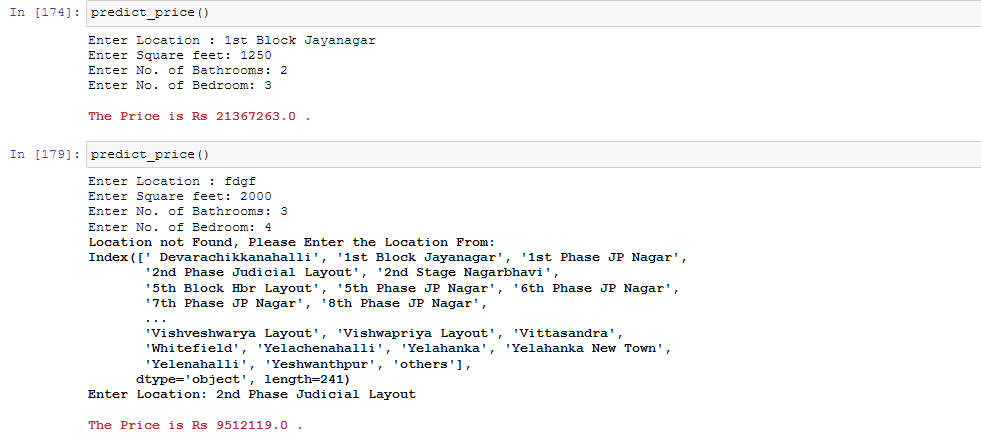 In [174]: predict_price()
Enter Location : 1st Block Jayanagar
Enter Square feet: 1250
Enter No. of Bathrooms: 2
Enter No. of Bedroom: 3
The Price is Rs 21367263.0 .
In [179]: predict_price()
Enter Location : fdgf
Enter Square feet: 2000
Enter No. of Bathrooms: 3
Enter No. of Bedroom: 4
Location not Found, Please Enter the Location From:
Index([' Devarachikkanahalli', '1st Block Jayanagar', '1st Phase JP Nagar',
'2nd Phase Judicial Layout', '2nd Stage Nagarbhavi',
'5th Block Hbr Layout', '5th Phase JP Nagar', '6th Phase JP Nagar',
'7th Phase JP Nagar', '8th Phase JP Nagar',
...
'Vishveshwarya Layout', 'Vishwapriya Layout', 'Vittasandra',
'Whitefield', 'Yelachenahalli', 'Yelahanka', 'Yelahanka New Town',
'Yelenahalli', 'Yeshwanthpur', 'others'],
dtype='object', length=241)
Enter Location: 2nd Phase Judicial Layout
The Price is Rs 9512119.0 .